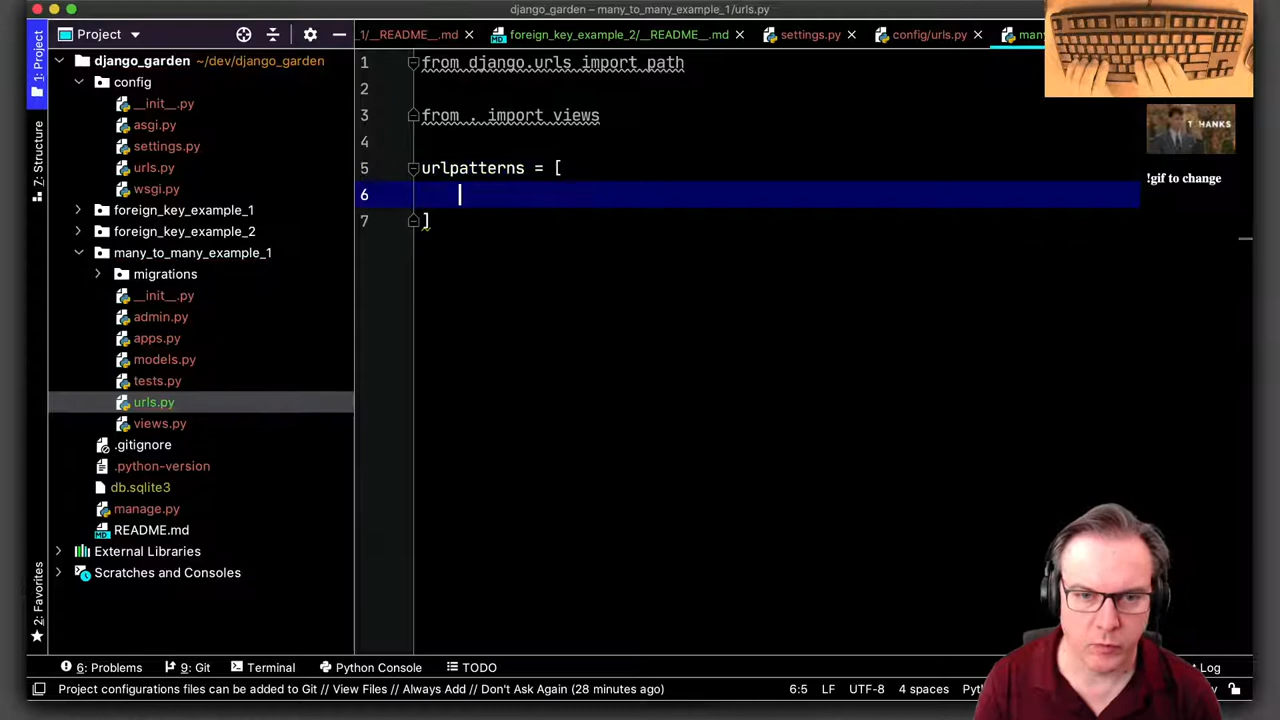 django_garden – many_to_many_example_1/urls.py
Project
_1/__README__.md
foreign_key_example_2/__README__.md
settings.py
config/urls.py
man
1: Project
7: Structure
2: Favorites
django_garden ~/dev/django_garden
config
__init__.py
asgi.py
settings.py
urls.py
wsgi.py
foreign_key_example_1
foreign_key_example_2
many_to_many_example_1
migrations
__init__.py
admin.py
apps.py
models.py
tests.py
urls.py
views.py
.gitignore
.python-version
db.sqlite3
manage.py
README.md
External Libraries
Scratches and Consoles
1 from django.urls import path
2
3 from . import views
4
5 urlpatterns = [
6
7 ]
T HANKS
!gif to change
6: Problems
9: Git
Terminal
Python Console
TODO
Log
Project configurations files can be added to Git // View Files // Always Add // Don't Ask Again (28 minutes ago)
6:5 LF UTF-8 4 spaces